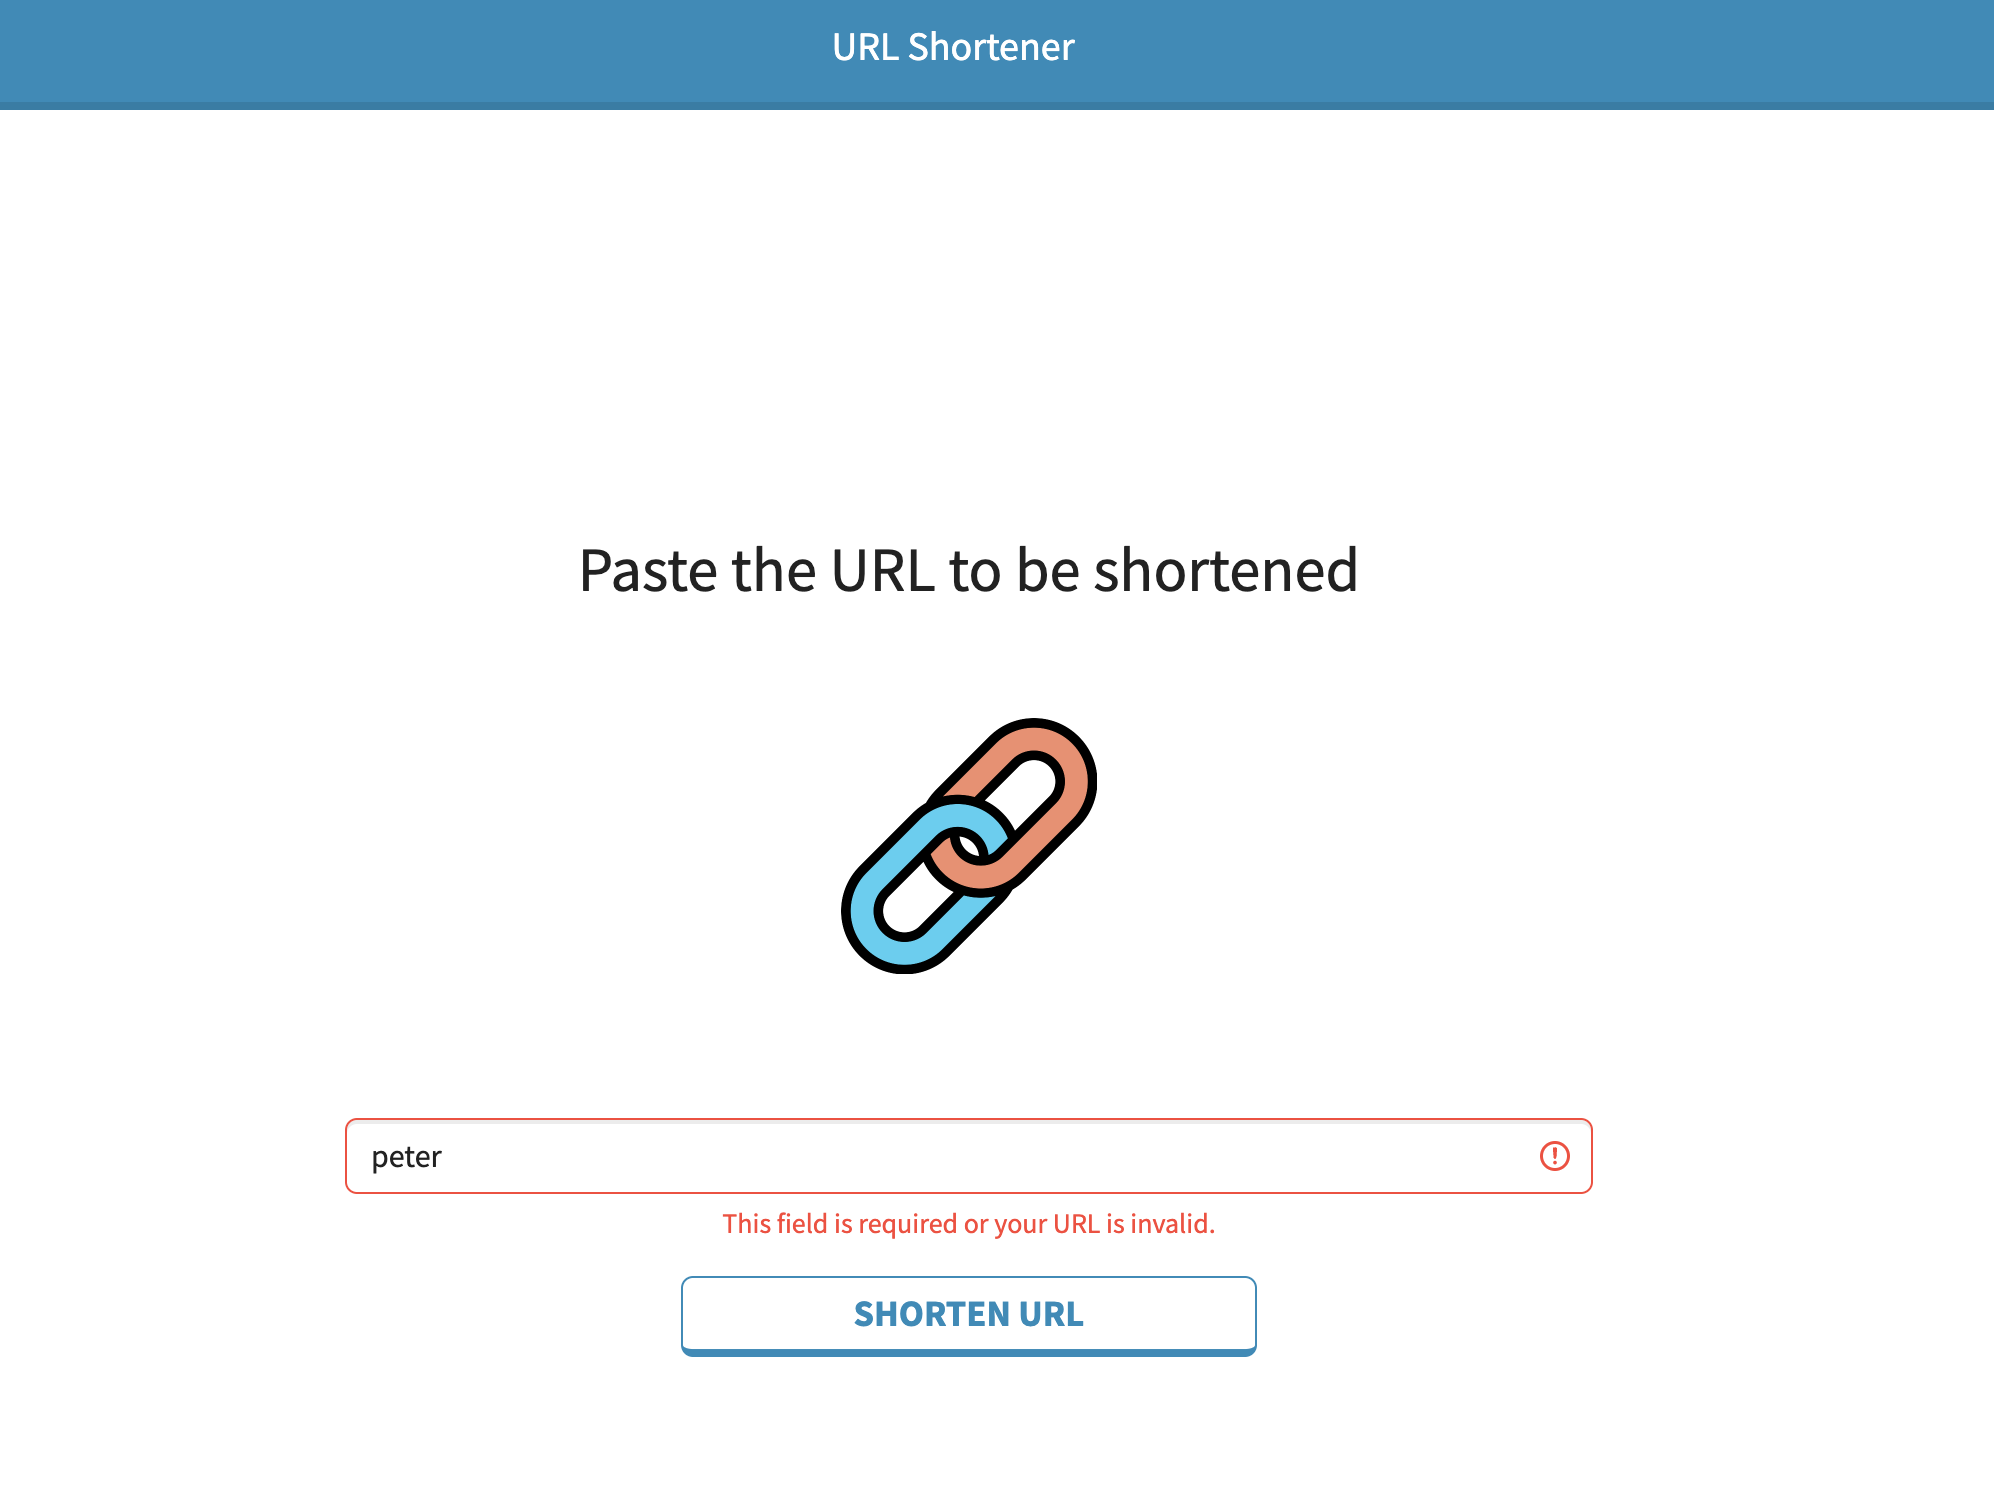 URL Shortener
Paste the URL to be shortened
peter
This field is required or your URL is invalid.
SHORTEN URL